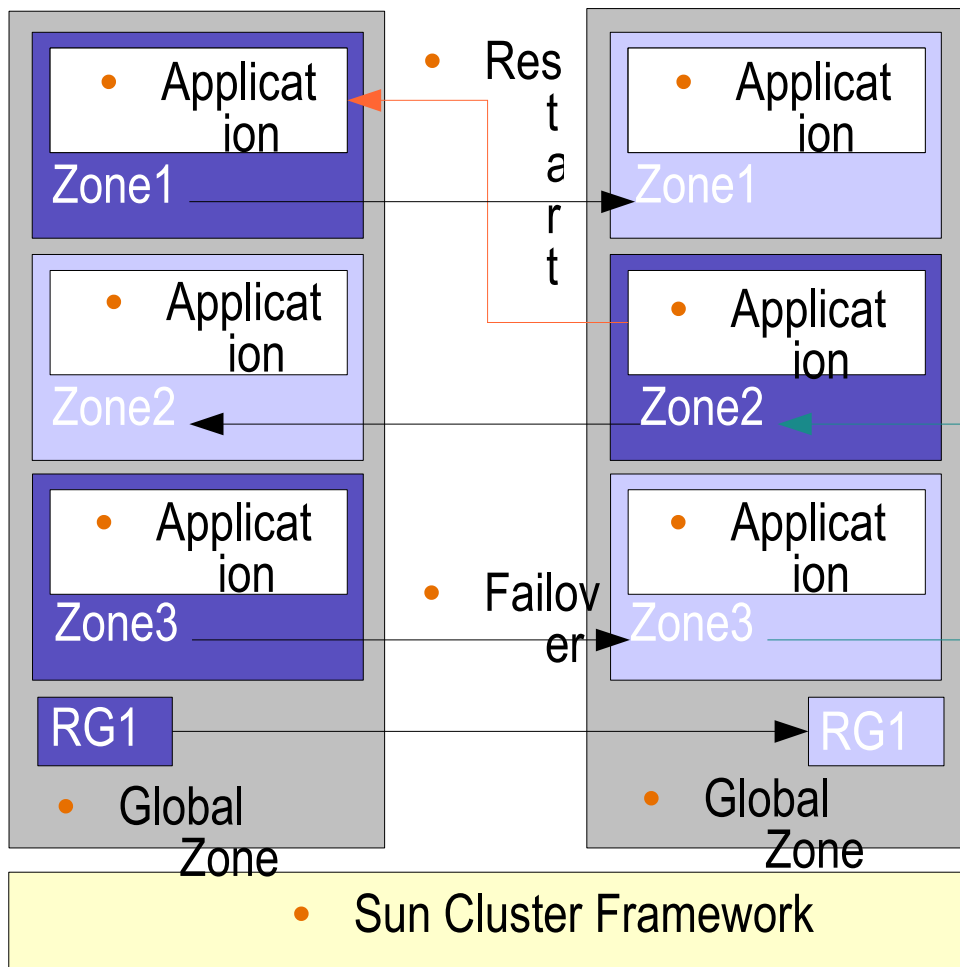 • Applicat
ion
Zone1
• Applicat
ion
Zone2
• Applicat
ion
Zone3
RG1
• Global
Zone
• Res
t
a
r
t
• Failov
er
• Applicat
ion
Zone1
• Applicat
ion
Zone2
• Applicat
ion
Zone3
RG1
• Global
Zone
• Sun Cluster Framework